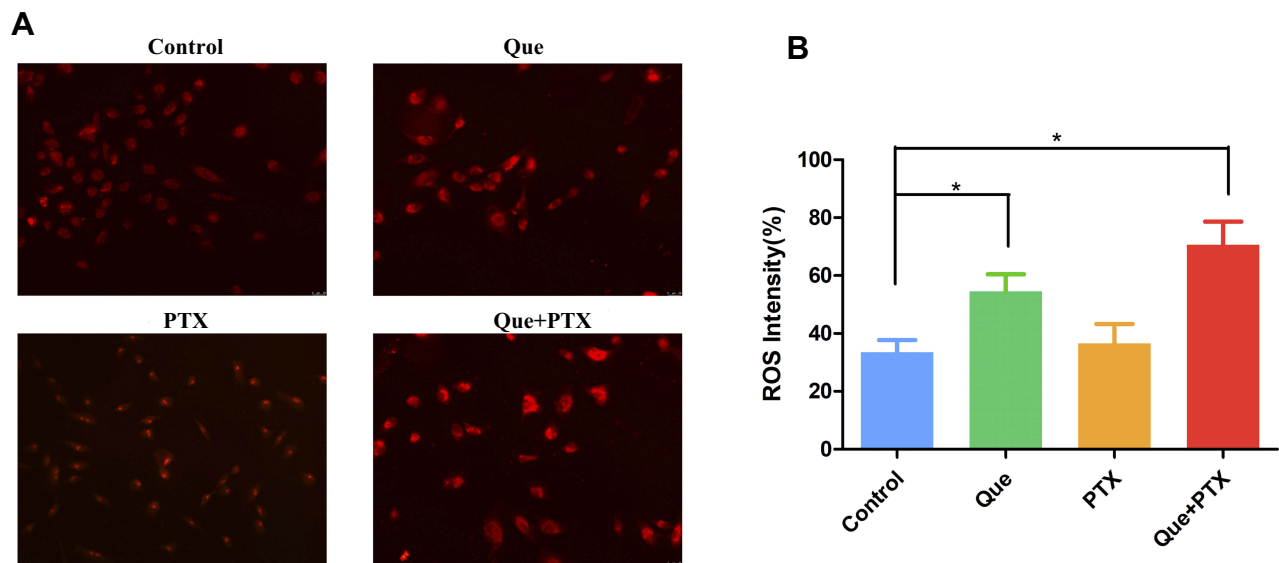 A
Control
Que
PTX
Que+PTX
B
*
*
100
80
60
40
20
0
ROS Intensity(%)
Control
Que
PTX
Que+PTX